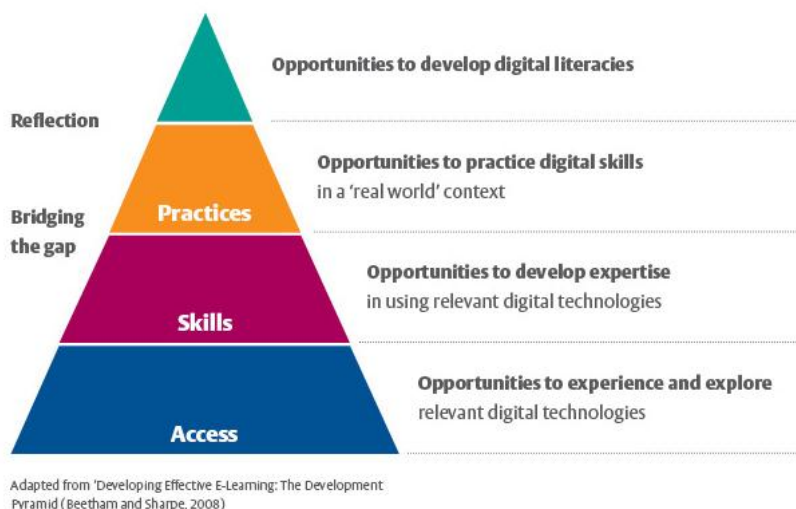 Opportunities to develop digital literacies
Reflection
Opportunities to practice digital skills
in a ‘real world’ context
Practices
Bridging
the gap
Opportunities to develop expertise
in using relevant digital technologies
Skills
Opportunities to experience and explore
relevant digital technologies
Access
Adapted from ‘Developing Effective E-Learning: The Development
Pyramid (Beetham and Sharpe, 2008)